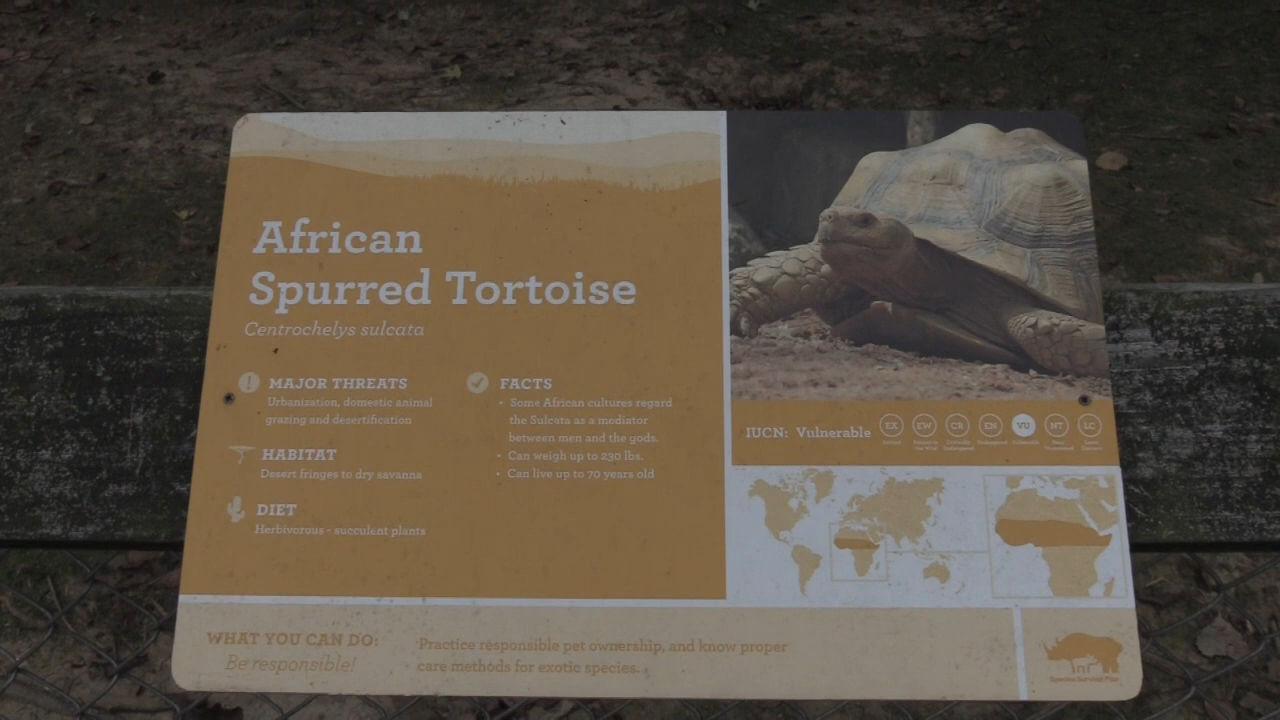 African
Spurred Tortoise
Centrochelys sulcata
MAJOR THREATS
Urbanization, domestic animal
grazing and desertification
HABITAT
Desert fringes to dry savanna
DIET
Herbivorous - succulent plants
FACTS
• Some African cultures regard
the Sulcata as a mediator
between men and the gods.
• Can weigh up to 230 lbs.
• Can live up to 70 years old
IUCN: Vulnerable
EX EW CR EN VU NT LC
WHAT YOU CAN DO:
Be responsible!
Practice responsible pet ownership, and know proper
care methods for exotic species.
Species Survival Plan